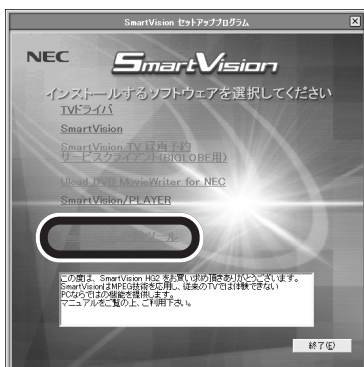 SmartVision セットアッププログラム
NEC
SmartVision
インストールするソフトウェアを選択してください
TVドライバ
SmartVision
SmartVision TV 録画予約
サービスクライアント(BIGLOBE用)
Ulead DVD MovieWriter for NEC
SmartVision/PLAYER
ール
この度は、SmartVision HG2 をお買い求め頂きありがとうございます。
SmartVisionはMPEG技術を応用し、従来のTVでは体験できない
PCならではの機能を提供します。
マニュアルをご覧の上、ご利用下さい。
終了(E)